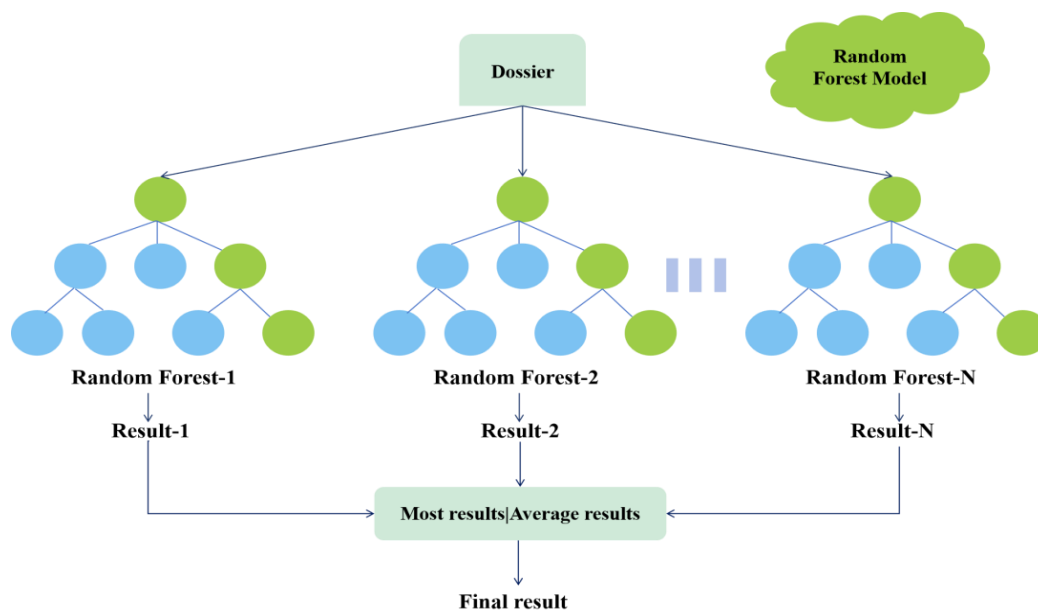 Dossier
Random
Forest Model
Random Forest-1
Random Forest-2
Random Forest-N
Result-1
Result-2
Result-N
Most results|Average results
Final result